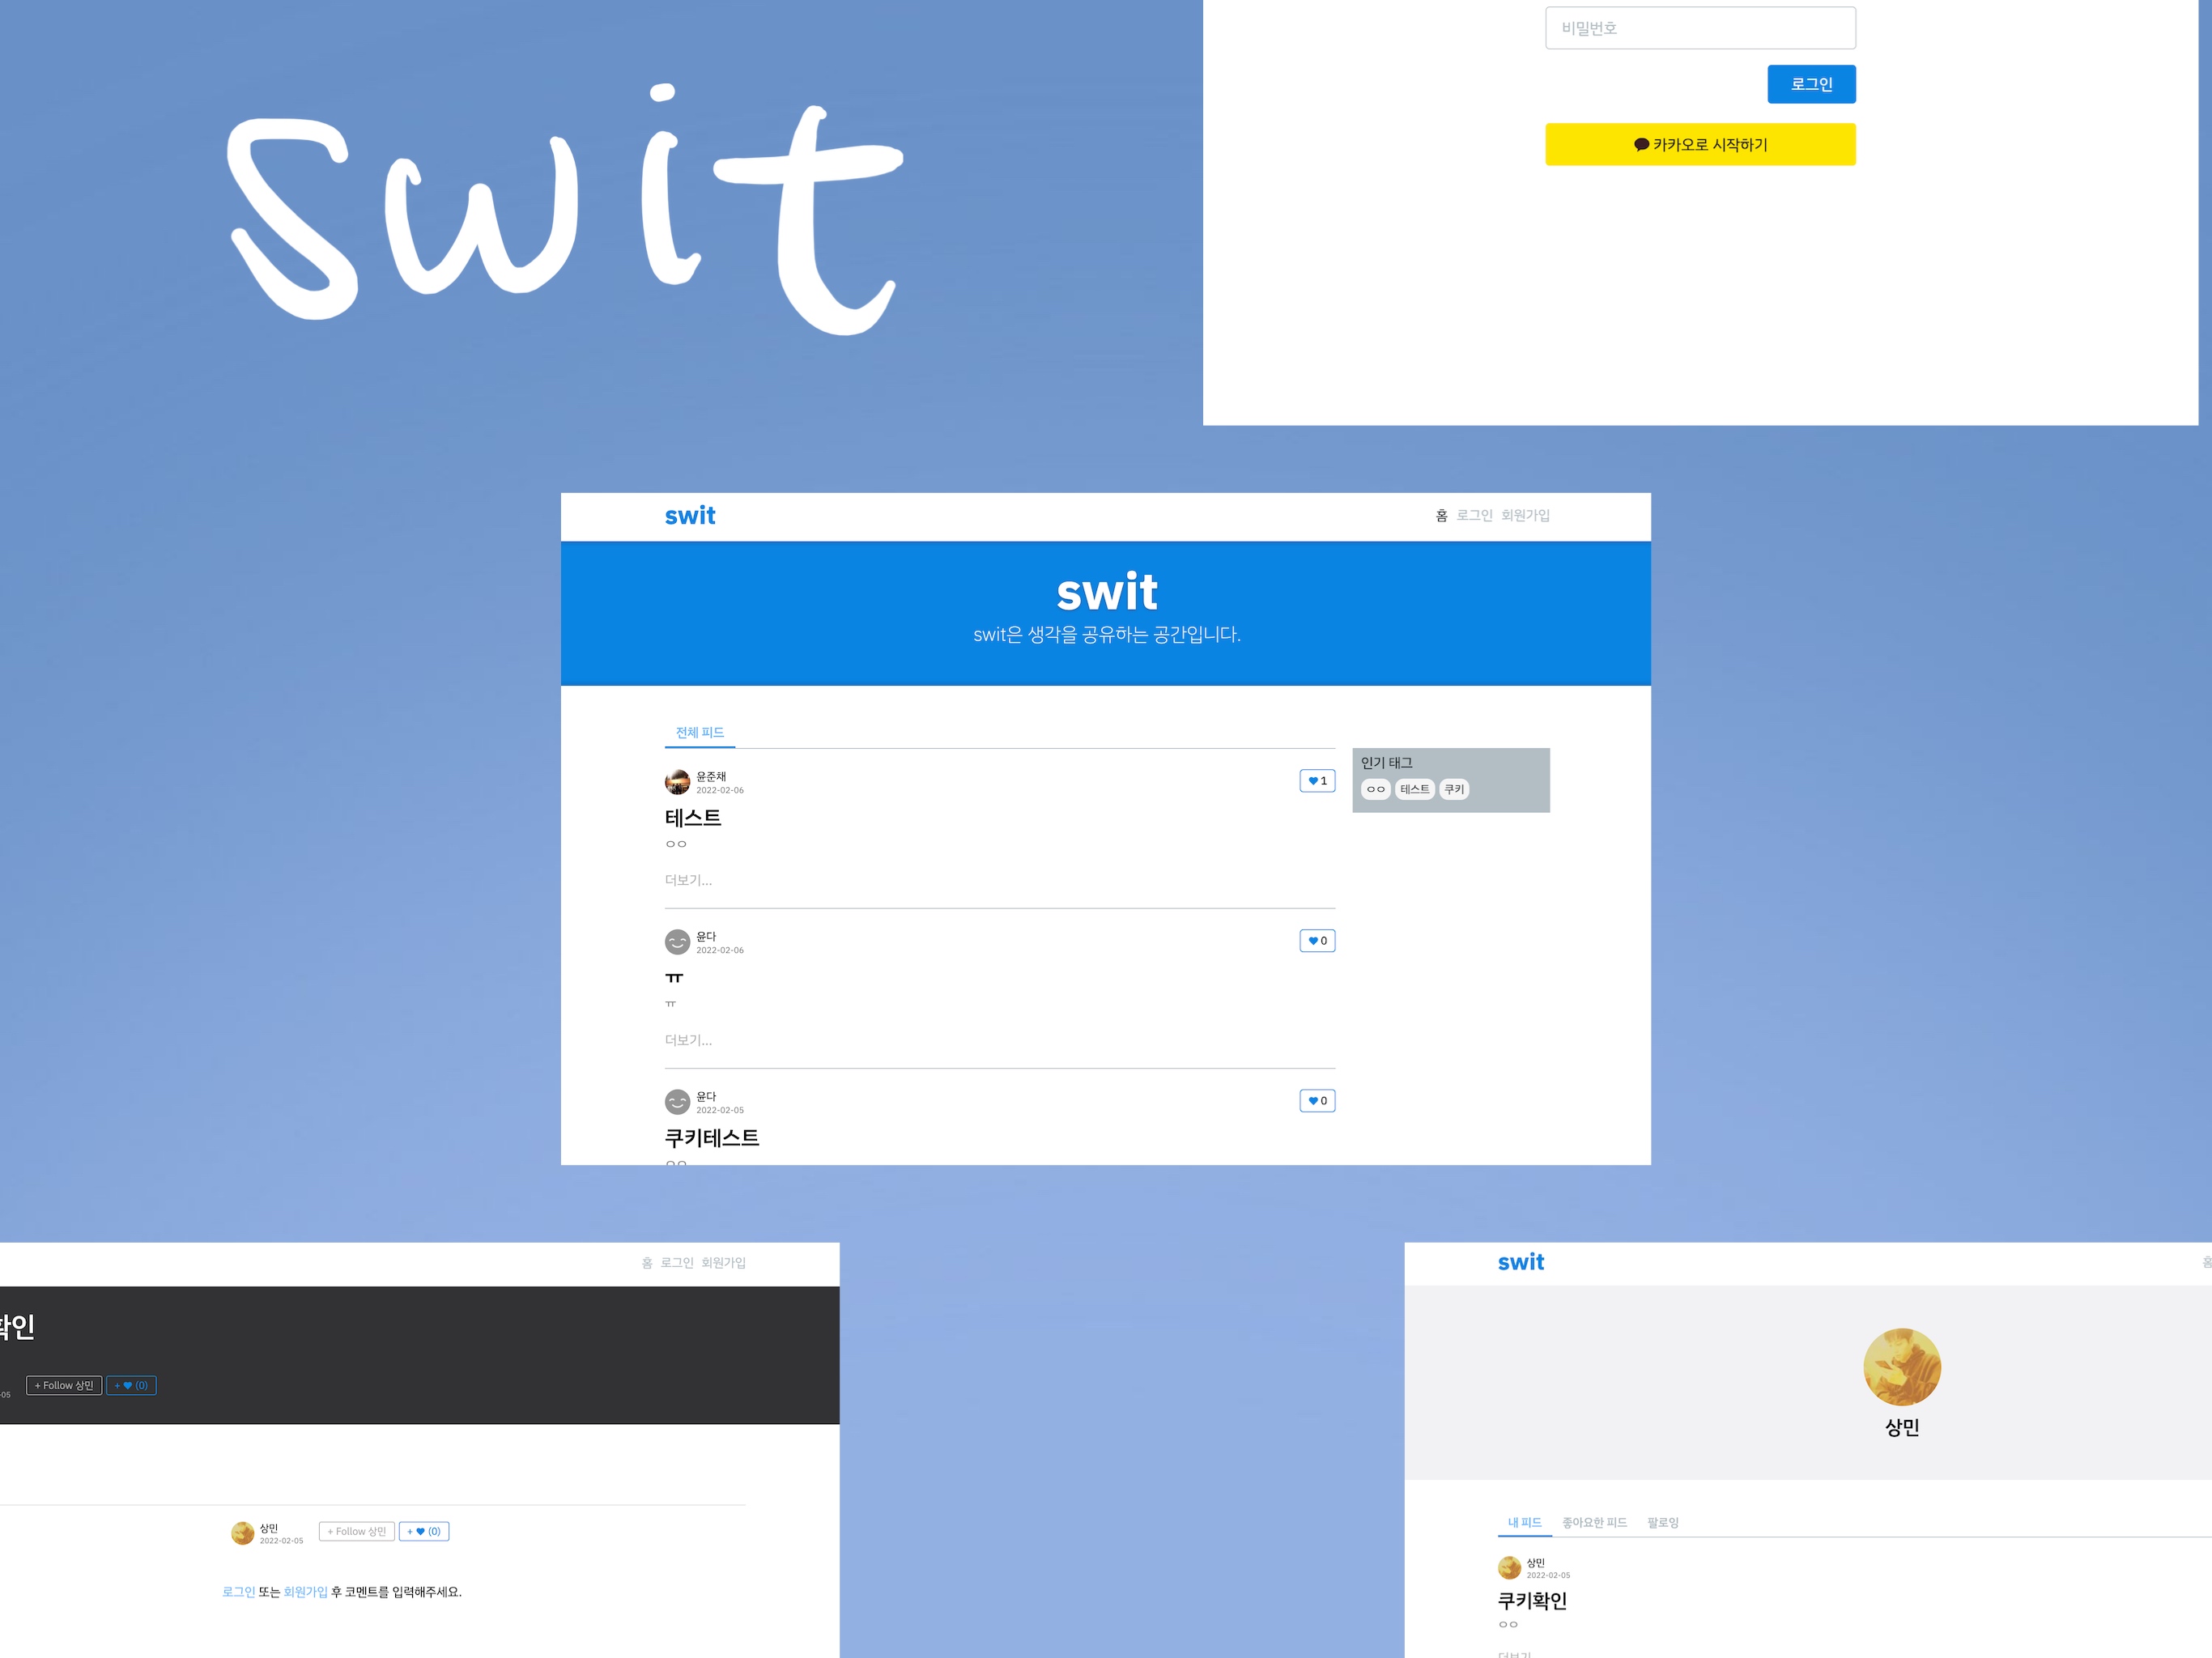 swit
비밀번호
로그인
카카오로 시작하기
swit
홈 로그인 회원가입
swit
swit은 생각을 공유하는 공간입니다.
전체 피드
윤준채
2022-02-06
1
테스트
ㅇㅇ
더보기...
인기 태그
ㅇㅇ 테스트 쿠키
윤다
2022-02-06
0
ㅠ
ㅠ
더보기...
윤다
2022-02-05
0
쿠키테스트
홈 로그인 회원가입
확인
-05
+ Follow 상민
+ ♥ (0)
상민
2022-02-05
+ Follow 상민
+ ♥ (0)
로그인 또는 회원가입 후 코멘트를 입력해주세요.
swit
홈
상민
내 피드 좋아요한 피드 팔로잉
상민
2022-02-05
쿠키확인
ㅇㅇ